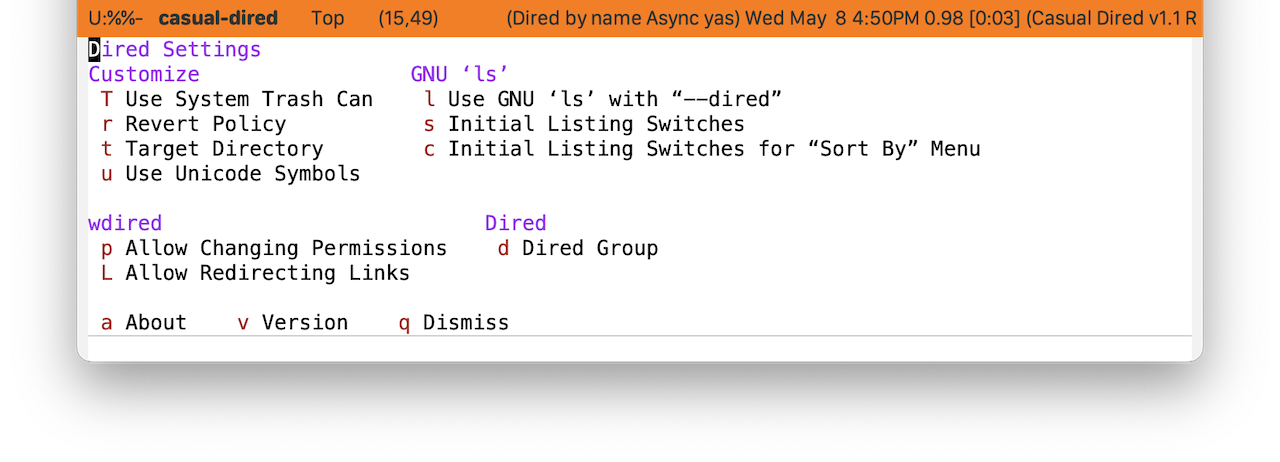 U:%%- casual-dired Top (15,49) (Dired by name Async yas) Wed May 8 4:50PM 0.98 [0:03] (Casual Dired v1.1 R
Dired Settings
Customize GNU ‘ls’
T Use System Trash Can l Use GNU ‘ls’ with “--dired”
r Revert Policy s Initial Listing Switches
t Target Directory c Initial Listing Switches for “Sort By” Menu
u Use Unicode Symbols
wdired Dired
p Allow Changing Permissions d Dired Group
L Allow Redirecting Links
a About v Version q Dismiss